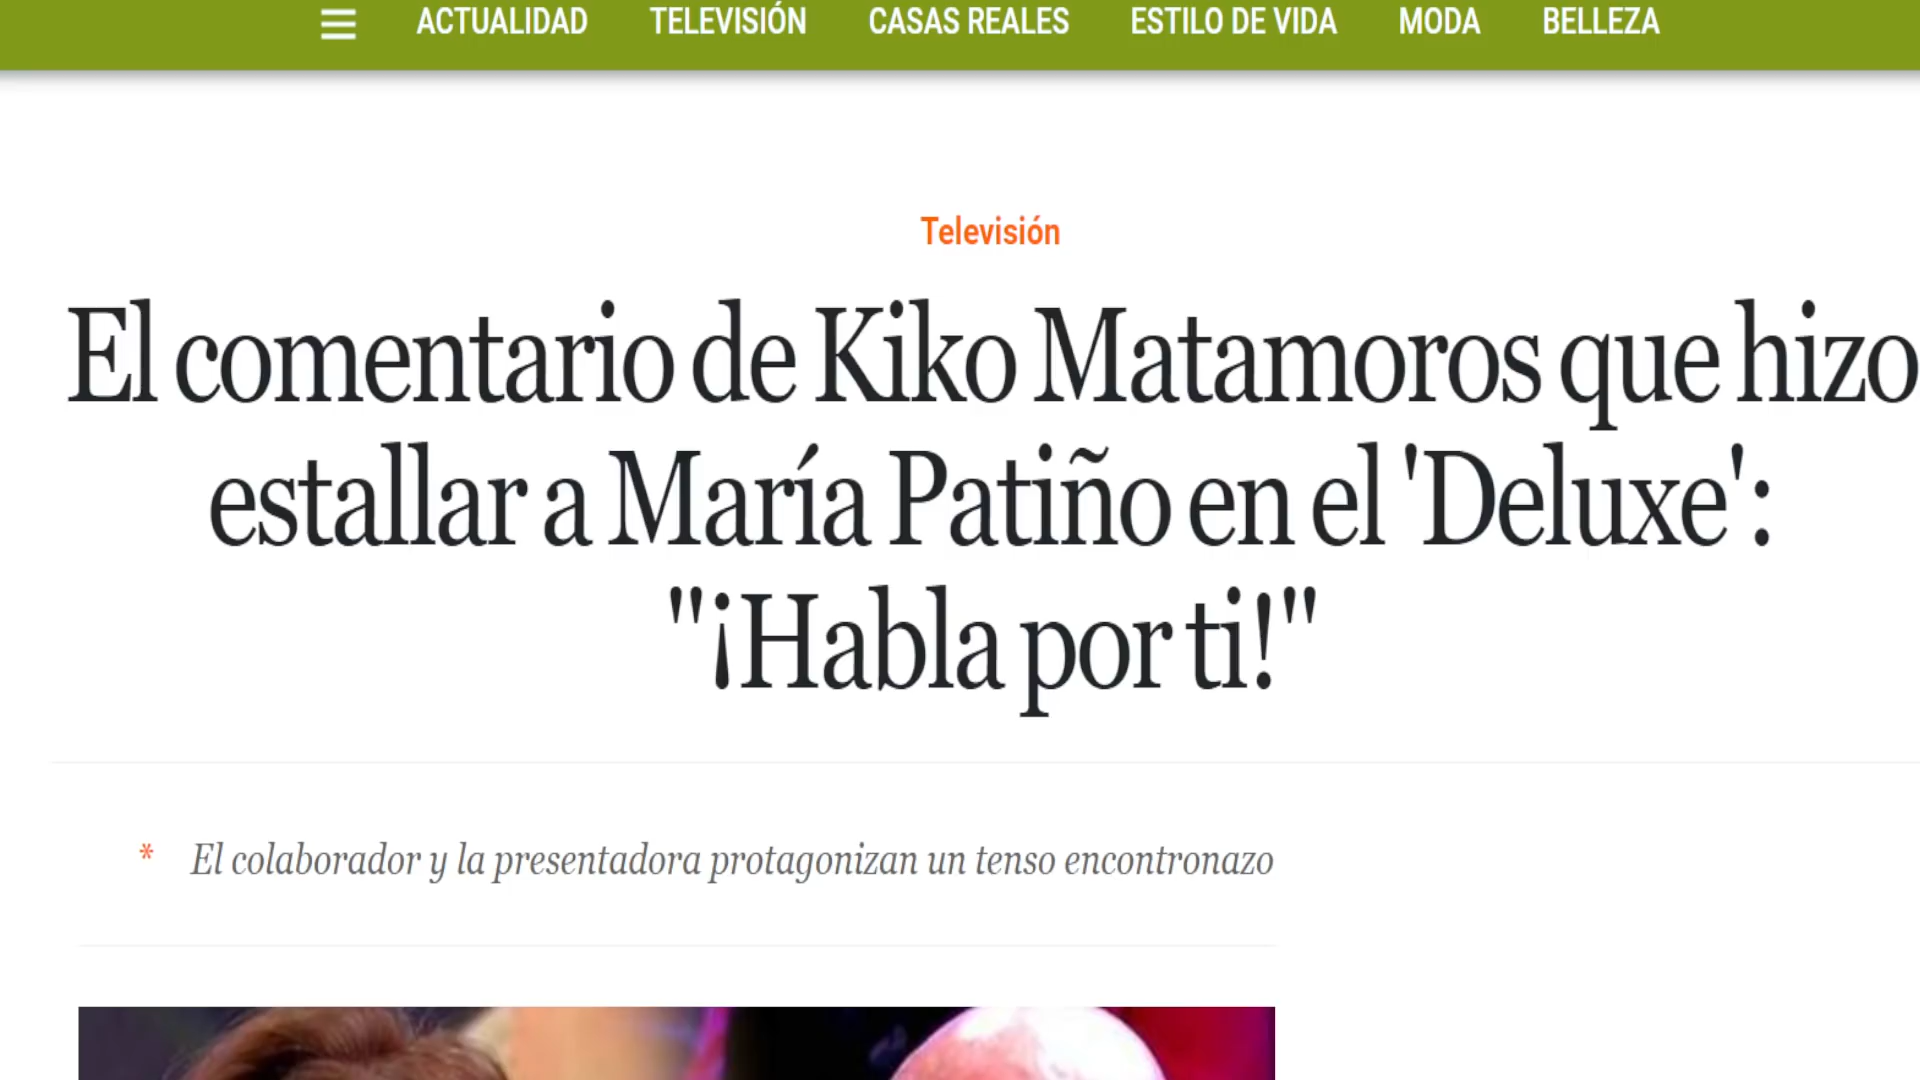 ACTUALIDAD TELEVISIÓN CASAS REALES ESTILO DE VIDA MODA BELLEZA
Televisión
El comentario de Kiko Matamoros que hizo
estallar a María Patiño en el 'Deluxe':
"¡Habla por ti!"
* El colaborador y la presentadora protagonizan un tenso encontronazo